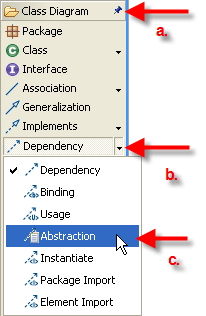 Class Diagram
a.
Package
Class
Interface
Association
Generalization
Implements
Dependency
b.
Dependency
Binding
Usage
Abstraction
c.
Instantiate
Package Import
Element Import